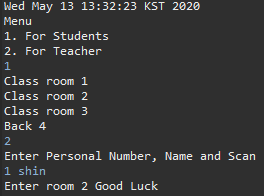 Wed May 13 13:32:23 KST 2020
Menu
1. For Students
2. For Teacher
1
Class room 1
Class room 2
Class room 3
Back 4
2
Enter Personal Number, Name and Scan
1 shin
Enter room 2 Good Luck